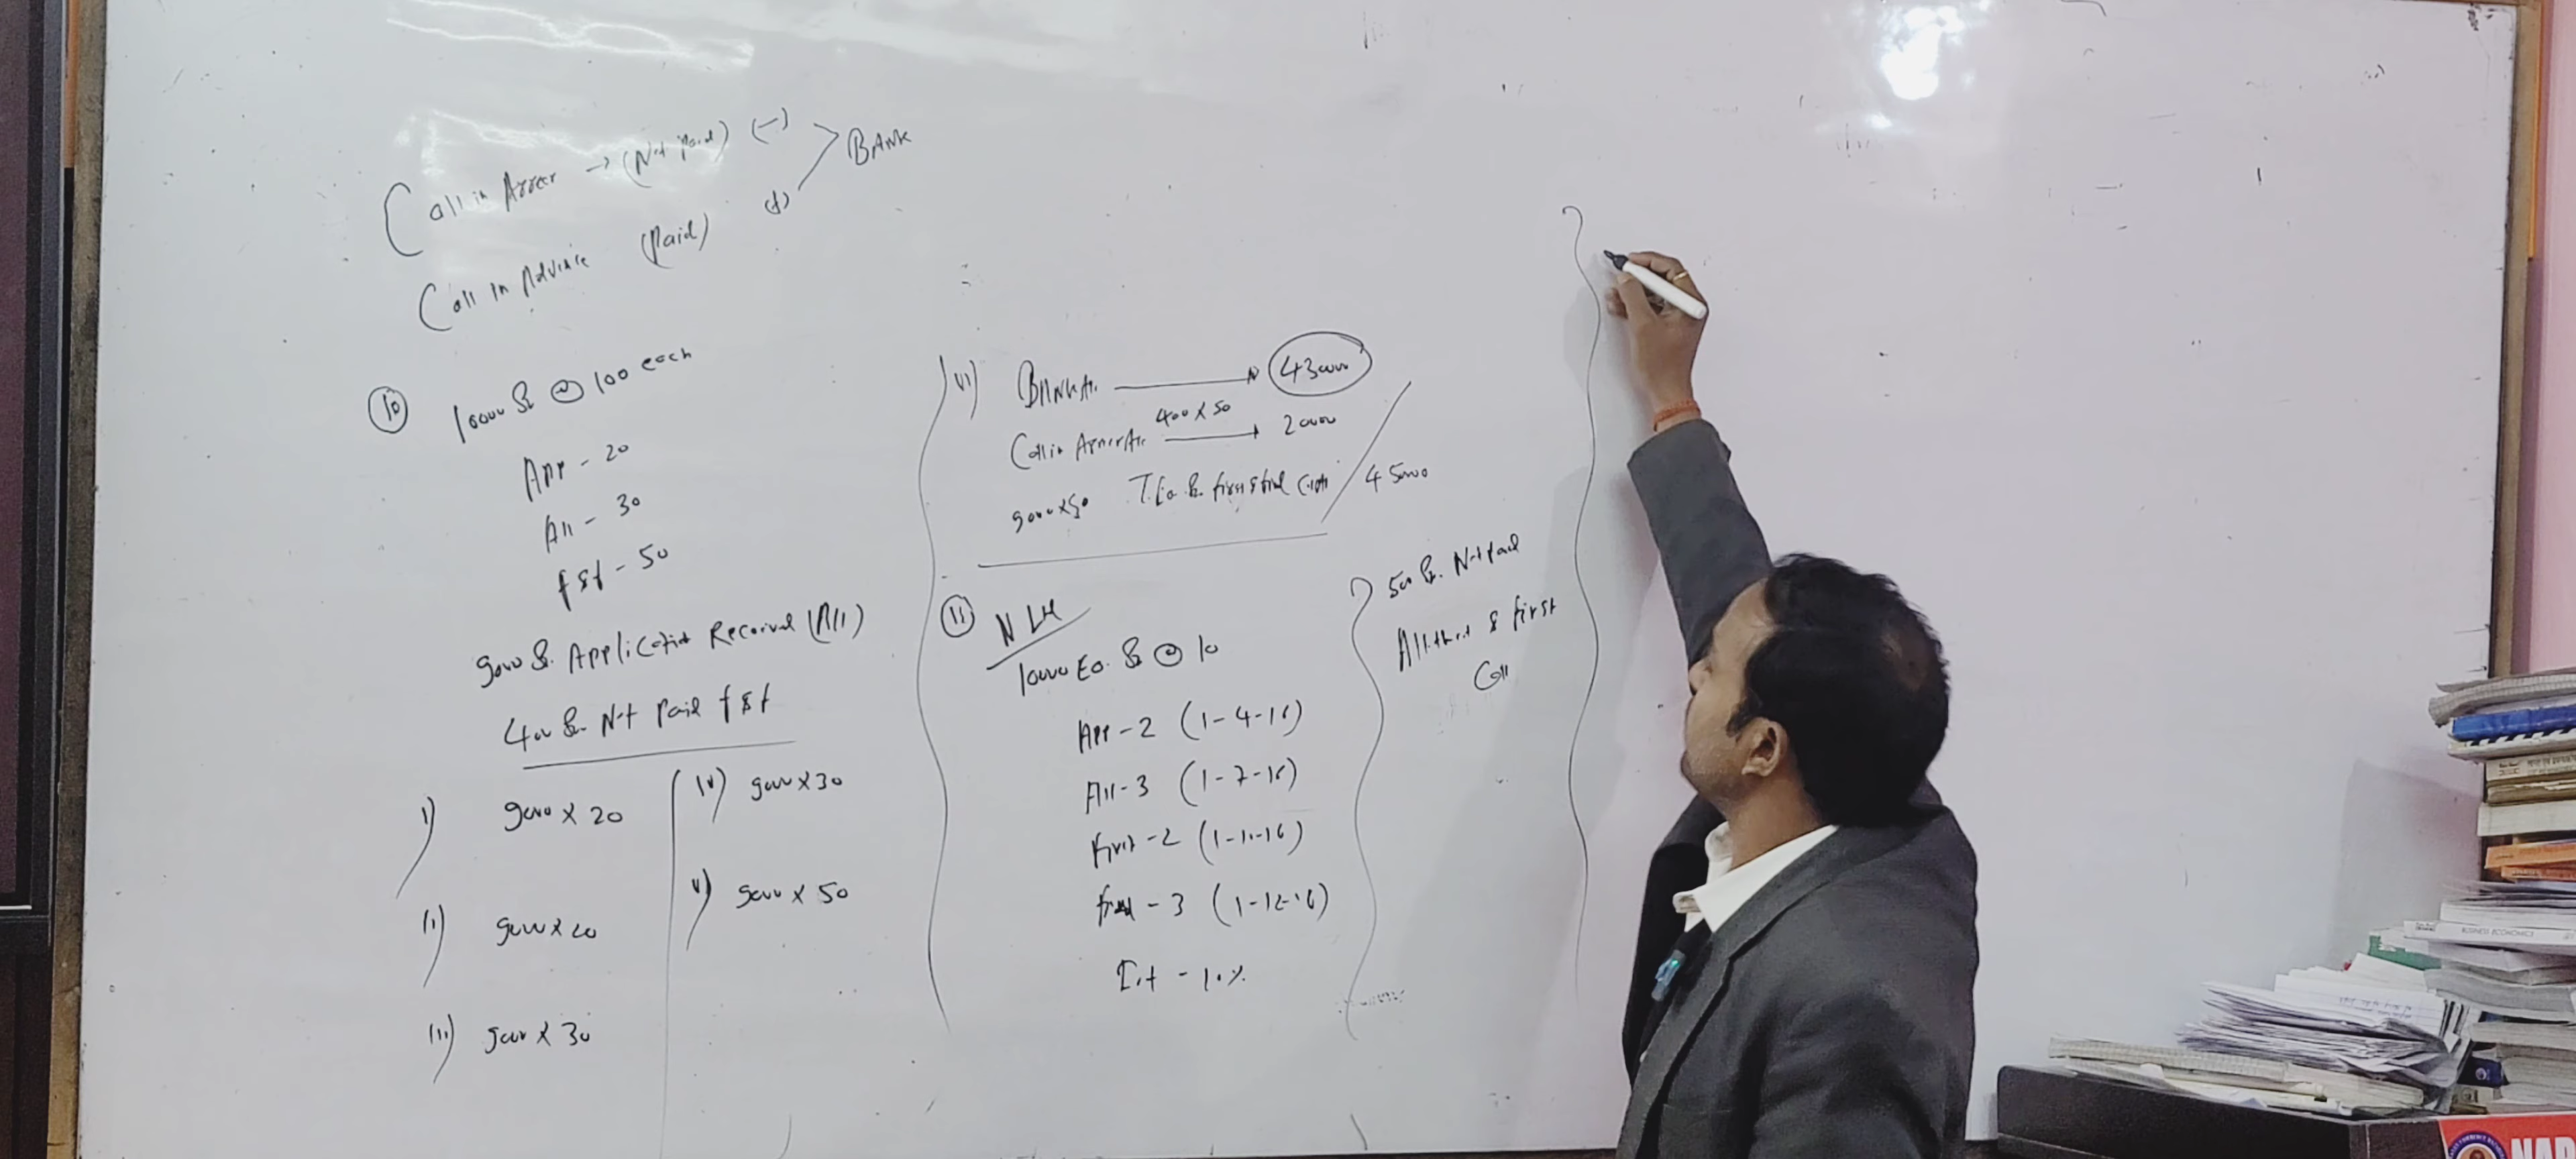 Call in Arrear → (Not Paid) (-)
BANK
Call in Advance (Paid) (+)
10
10000 Sh @ 100 each
App - 20
All - 30
f & f - 50
9000 Sh. Application Received (All)
400 Sh. Not Paid f & f
i) 9000 x 20
ii) 9000 x 20
iii) 9000 x 30
iv) 9000 x 30
v) 9000 x 50
vi) BANK A/c. → 43000
400 x 50
Call in Arrear A/c → 20000
9000 x 50 To Sh. first & final Call 45000
11
10000 Eq. Sh @ 10
App - 2 (1-4-16)
All - 3 (1-7-16)
first - 2 (1-11-16)
final - 3 (1-12-16)
Int - 10%
500 Sh. Not Paid
Allotment & first
Call
BUSINESS ECONOMICS